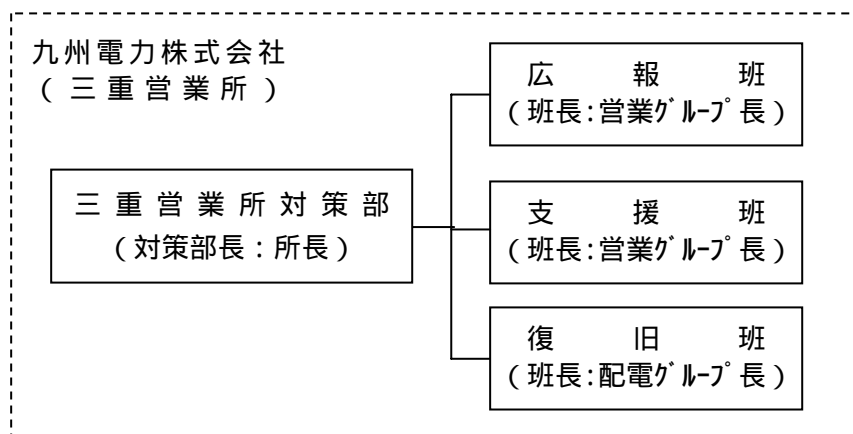 九州電力株式会社
(三重営業所)
三重営業所対策部
(対策部長:所長)
広報班
(班長:営業グループ長)
支援班
(班長:営業グループ長)
復旧班
(班長:配電グループ長)